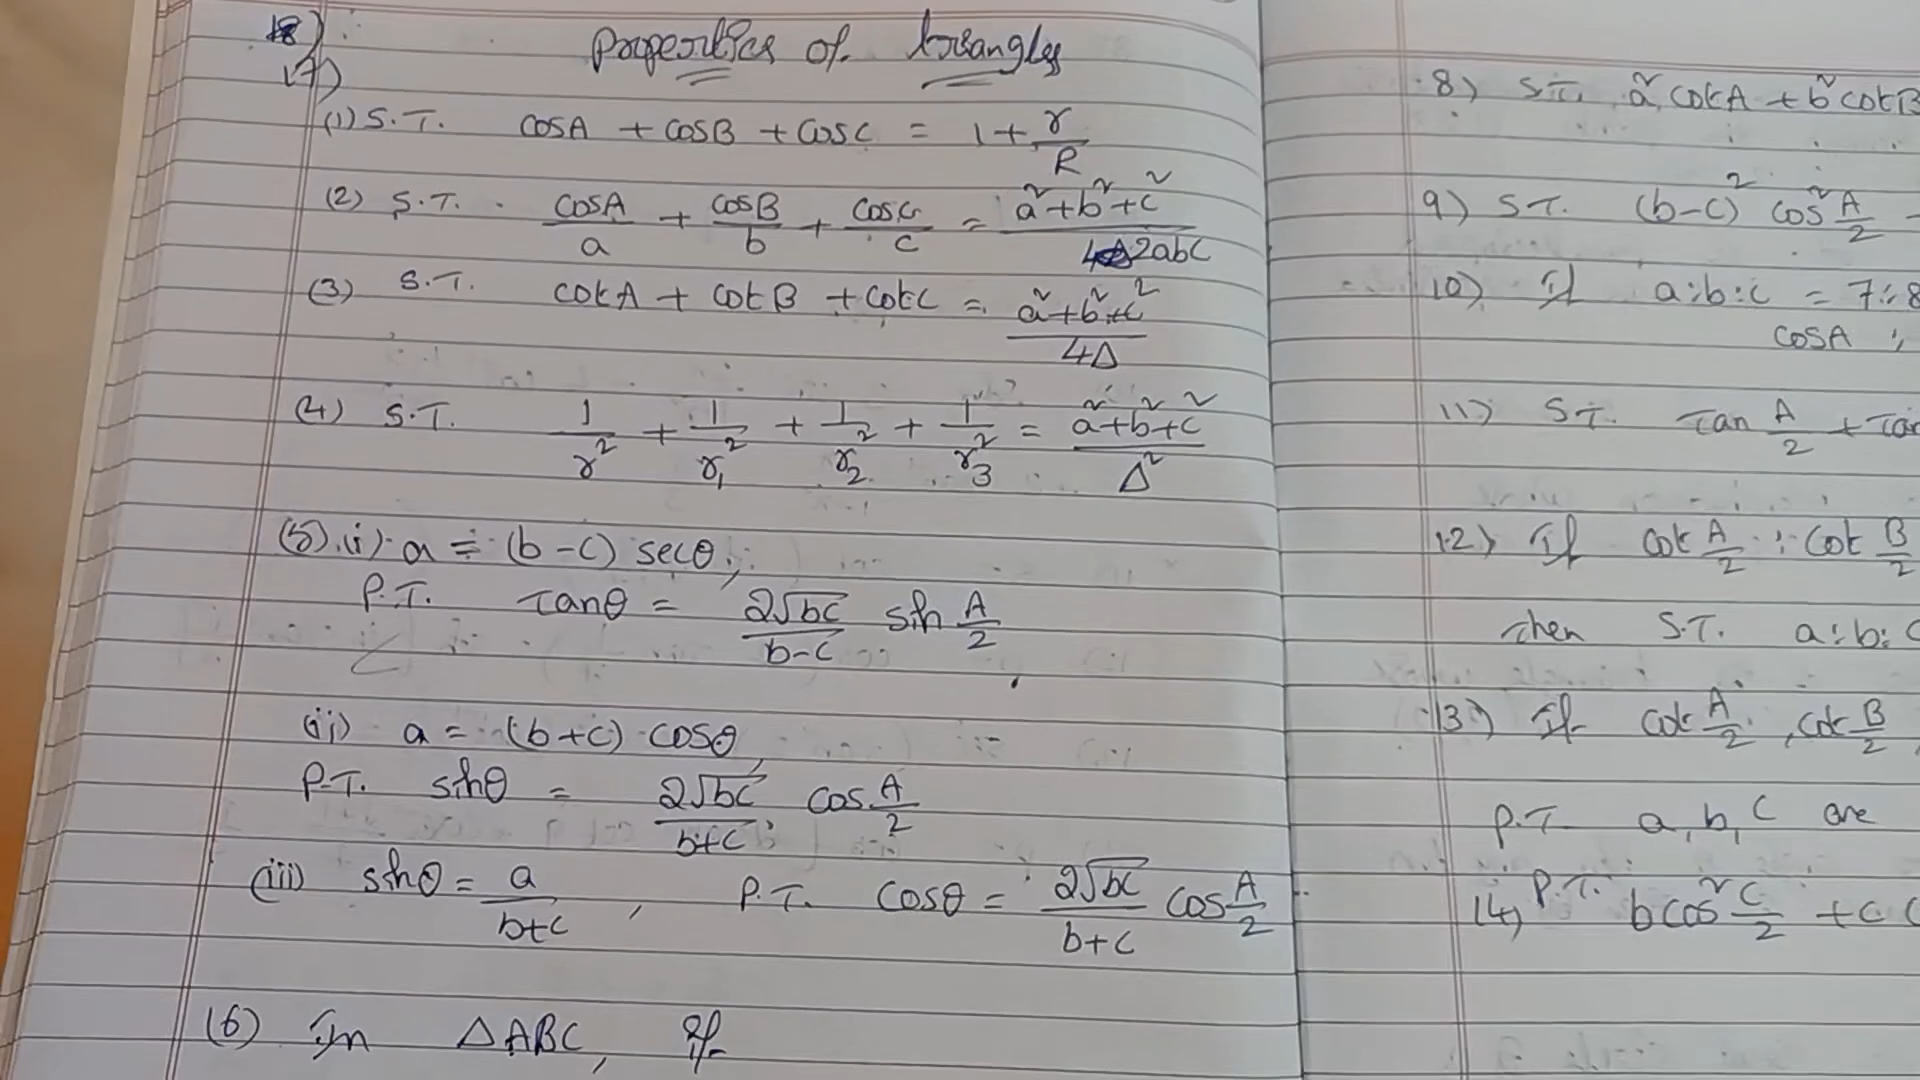 18)
17)
Properties of triangles
(1) S.T. cosA + cosB + cosC = 1 + r/R
(2) S.T. cosA/a + cosB/b + cosC/c = a²+b²+c²/2abc
(3) S.T. cotA + cotB + cotC = a²+b²+c²/4Δ
(4) S.T. 1/r² + 1/r₁² + 1/r₂² + 1/r₃² = a²+b²+c²/Δ²
(5) (i) a = (b-c) secθ,
P.T. Tanθ = 2√bc/b-c sin A/2
(ii) a = (b+c) cosθ,
P.T. sinθ = 2√bc/b+c cos A/2
(iii) sinθ = a/b+c, P.T. cosθ = 2√bc/b+c cos A/2
(6) In ΔABC, if
8) S.T. a² cotA + b² cotB
9) S.T. (b-c)² cos² A/2
10) If a:b:c = 7:8
cosA :
11) S.T. Tan A/2 +
12) If cot A/2 : cot B/2
then S.T. a:b:c
13) If cot A/2, cot B/2,
P.T. a, b, c are
14) P.T. b cos² C/2 + c